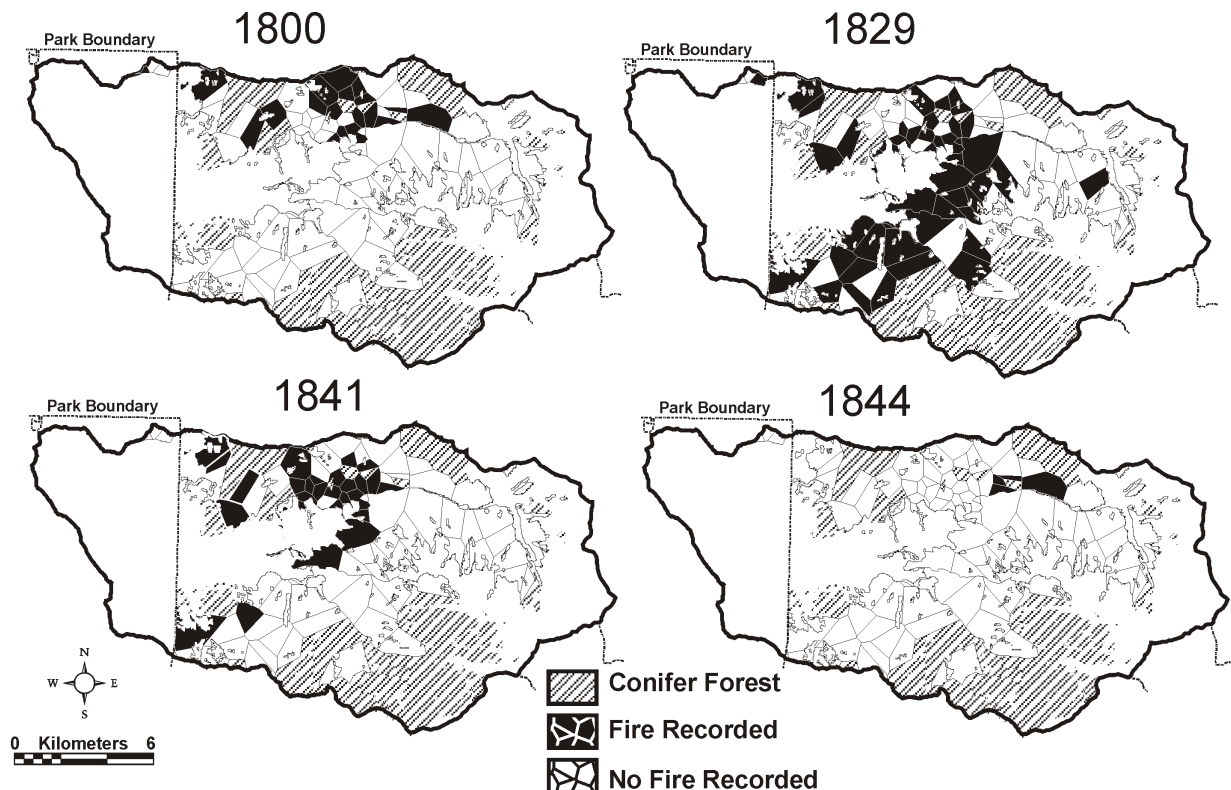 1800
Park Boundary
1829
Park Boundary
1841
Park Boundary
1844
Park Boundary
N
W E
S
0 Kilometers 6
Conifer Forest
Fire Recorded
No Fire Recorded